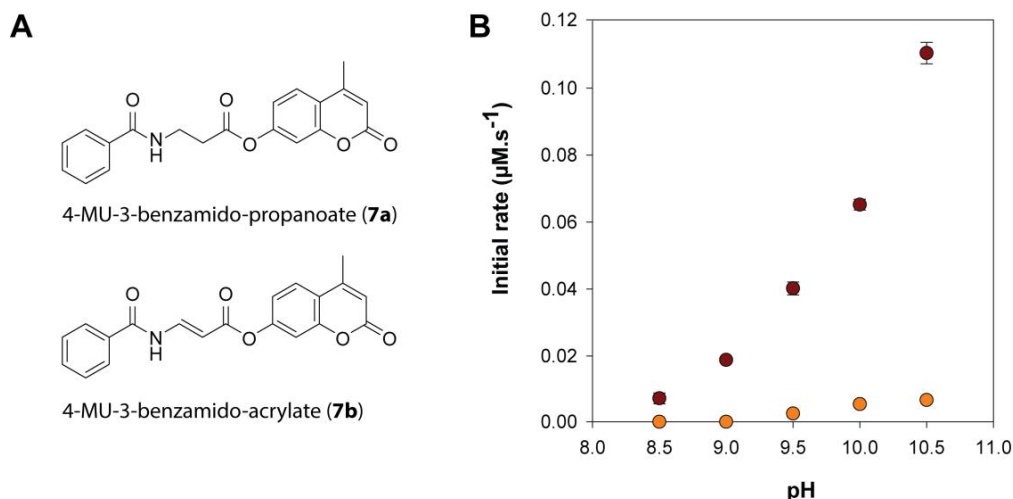 A
O
O
N
H
O
O
O
4-MU-3-benzamido-propanoate (7a)
O
O
N
H
O
O
O
4-MU-3-benzamido-acrylate (7b)
B
Initial rate (µM.s-1)
0.12
0.10
0.08
0.06
0.04
0.02
0.00
8.0 8.5 9.0 9.5 10.0 10.5 11.0
pH